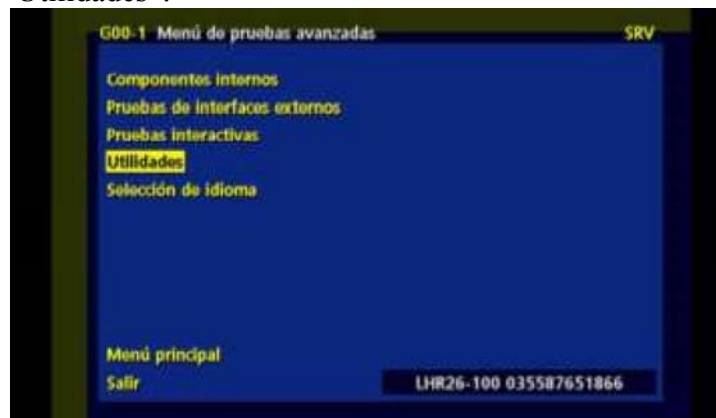 G00-1 Menú de pruebas avanzadas SRV
Componentes internos
Pruebas de interfaces externos
Pruebas interactivas
Utilidades
Selección de idioma
Menú principal
Salir LHR26-100 035587651866